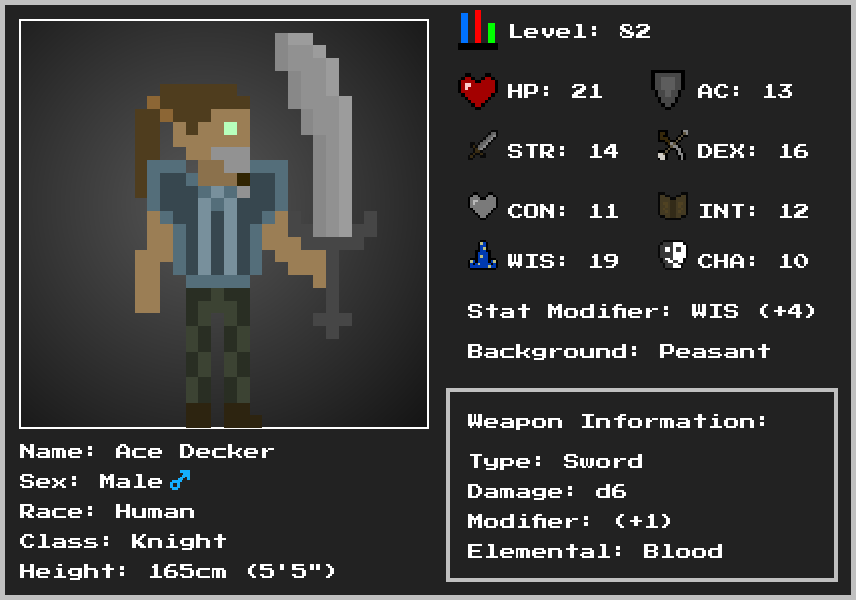 Level: 82
HP: 21 AC: 13
STR: 14 DEX: 16
CON: 11 INT: 12
WIS: 19 CHA: 10
Stat Modifier: WIS (+4)
Background: Peasant
Weapon Information:
Type: Sword
Damage: d6
Modifier: (+1)
Elemental: Blood
Name: Ace Decker
Sex: Male♂
Race: Human
Class: Knight
Height: 165cm (5'5")